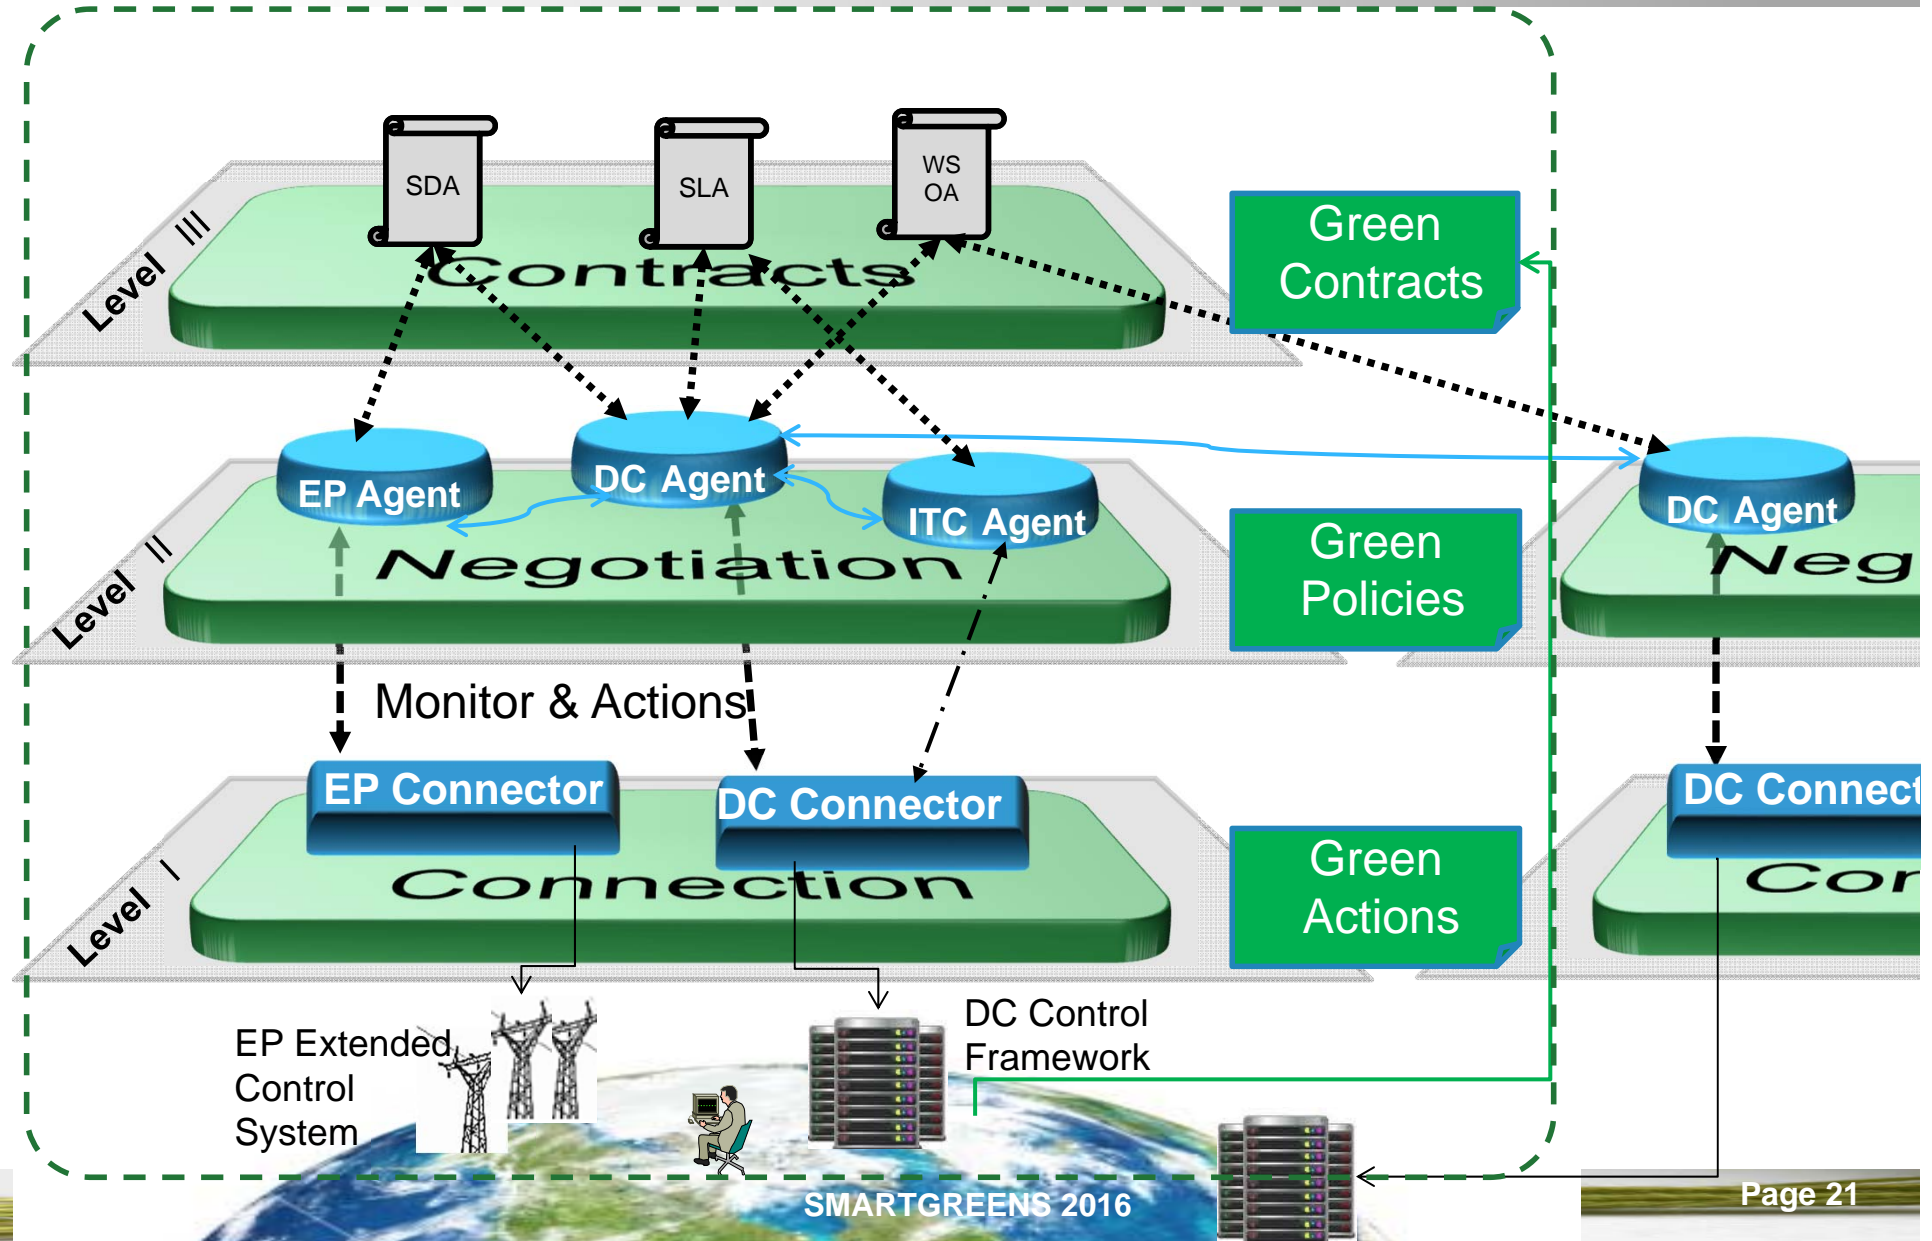 SDA
SLA
WS
OA
Level III
Contracts
Green
Contracts
EP Agent
DC Agent
ITC Agent
DC Agent
Level II
Negotiation
Neg
Green
Policies
Monitor & Actions
EP Connector
DC Connector
DC Connect
Level I
Connection
Con
Green
Actions
EP Extended
Control
System
DC Control
Framework
SMARTGREENS 2016
Page 21